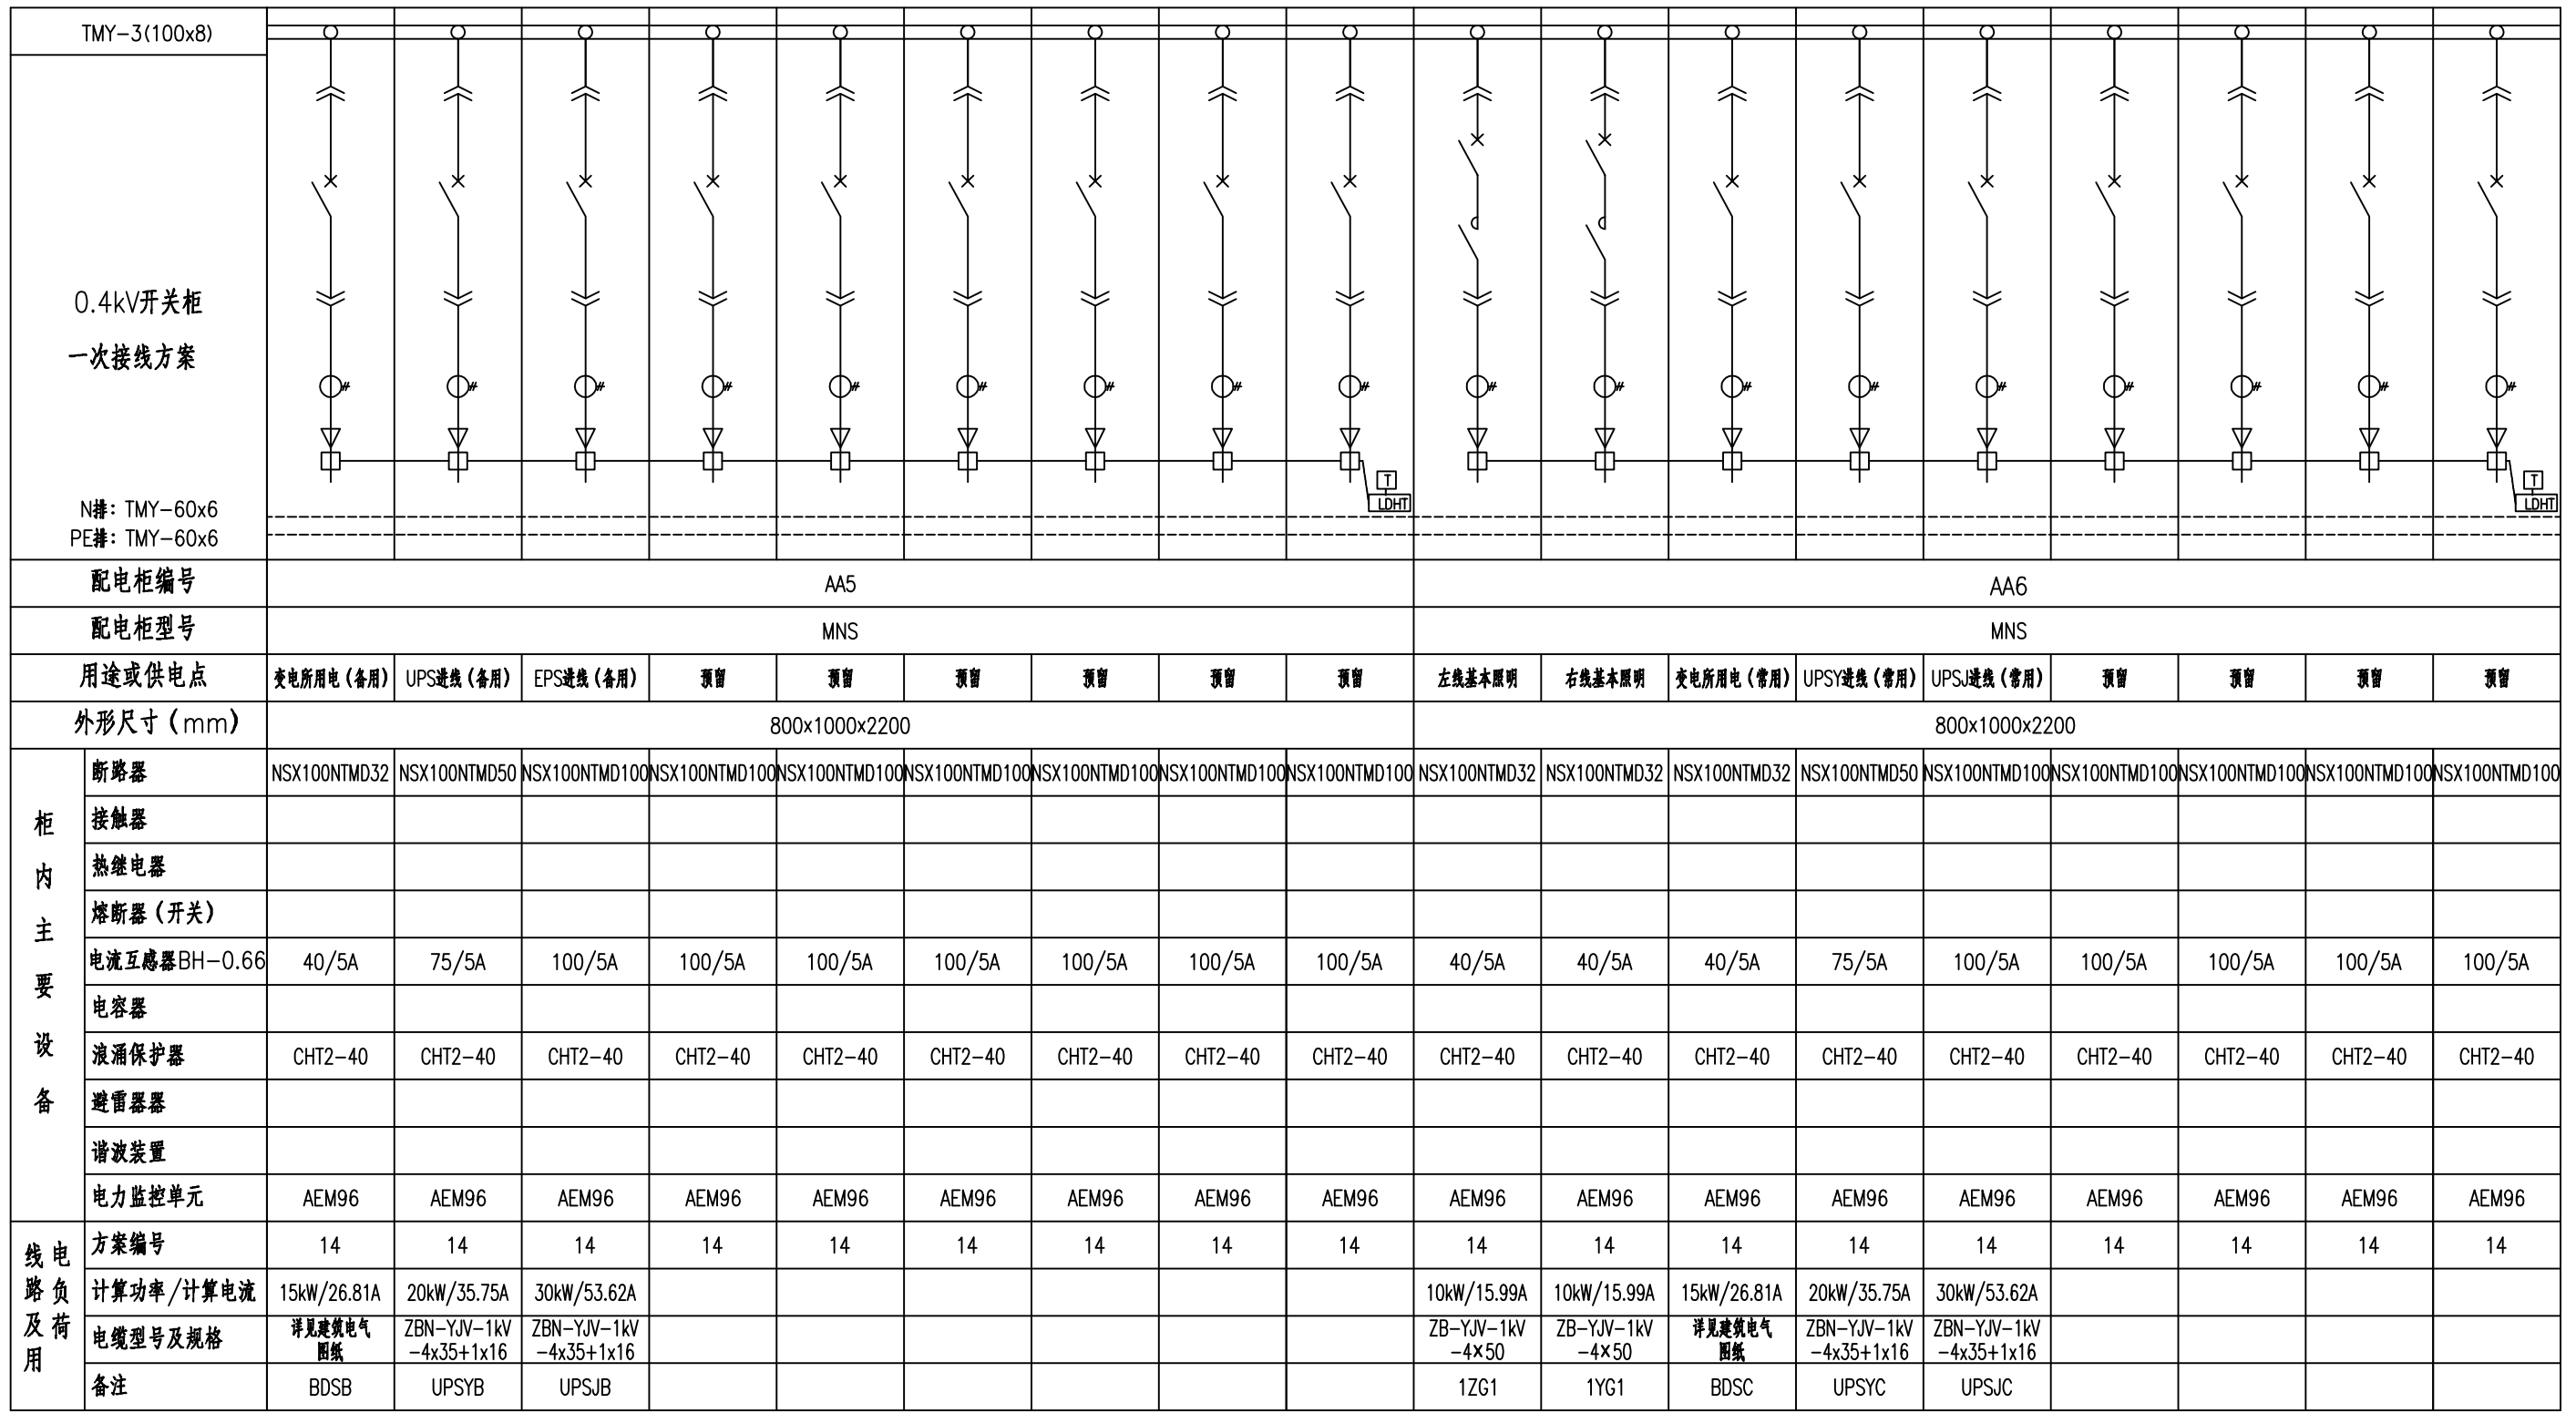 TMY-3(100x8)
0.4kV开关柜
一次接线方案
N排: TMY-60x6
PE排: TMY-60x6
T
LDHT
T
LDHT
配电柜编号 AA5 AA6
配电柜型号 MNS MNS
用途或供电点 变电所用电(备用) UPS进线(备用) EPS进线(备用) 预留 预留 预留 预留 预留 预留 左线基本照明 右线基本照明 变电所用电(常用) UPSY进线(常用) UPSJ进线(常用) 预留 预留 预留 预留
外形尺寸(mm) 800x1000x2200 800x1000x2200
柜内主要设备
断路器 NSX100NTMD32 NSX100NTMD50 NSX100NTMD100 NSX100NTMD100 NSX100NTMD100 NSX100NTMD100 NSX100NTMD100 NSX100NTMD100 NSX100NTMD100 NSX100NTMD32 NSX100NTMD32 NSX100NTMD32 NSX100NTMD50 NSX100NTMD100 NSX100NTMD100 NSX100NTMD100 NSX100NTMD100 NSX100NTMD100
接触器
热继电器
熔断器(开关)
电流互感器BH-0.66 40/5A 75/5A 100/5A 100/5A 100/5A 100/5A 100/5A 100/5A 100/5A 40/5A 40/5A 40/5A 75/5A 100/5A 100/5A 100/5A 100/5A 100/5A
电容器
浪涌保护器 CHT2-40 CHT2-40 CHT2-40 CHT2-40 CHT2-40 CHT2-40 CHT2-40 CHT2-40 CHT2-40 CHT2-40 CHT2-40 CHT2-40 CHT2-40 CHT2-40 CHT2-40 CHT2-40 CHT2-40 CHT2-40
避雷器器
谐波装置
电力监控单元 AEM96 AEM96 AEM96 AEM96 AEM96 AEM96 AEM96 AEM96 AEM96 AEM96 AEM96 AEM96 AEM96 AEM96 AEM96 AEM96 AEM96 AEM96
线路及用
电负荷
方案编号 14 14 14 14 14 14 14 14 14 14 14 14 14 14 14 14 14 14
计算功率/计算电流 15kW/26.81A 20kW/35.75A 30kW/53.62A 10kW/15.99A 10kW/15.99A 15kW/26.81A 20kW/35.75A 30kW/53.62A
电缆型号及规格 详见建筑电气 ZBN-YJV-1kV ZBN-YJV-1kV ZB-YJV-1kV ZB-YJV-1kV 详见建筑电气 ZBN-YJV-1kV ZBN-YJV-1kV
图纸 -4x35+1x16 -4x35+1x16 -4×50 -4×50 图纸 -4x35+1x16 -4x35+1x16
备注 BDSB UPSYB UPSJB 1ZG1 1YG1 BDSC UPSYC UPSJC